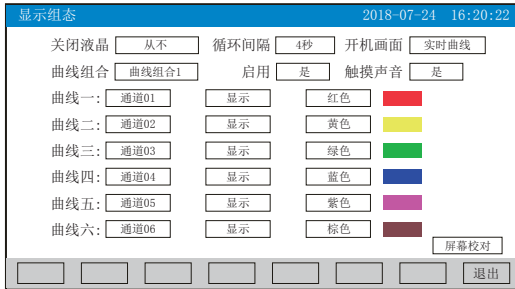 显示组态 2018-07-24 16:20:22
关闭液晶 从不 循环间隔 4秒 开机画面 实时曲线
曲线组合 曲线组合1 启用 是 触摸声音 是
曲线一: 通道01 显示 红色
曲线二: 通道02 显示 黄色
曲线三: 通道03 显示 绿色
曲线四: 通道04 显示 蓝色
曲线五: 通道05 显示 紫色
曲线六: 通道06 显示 棕色
屏幕校对
退出